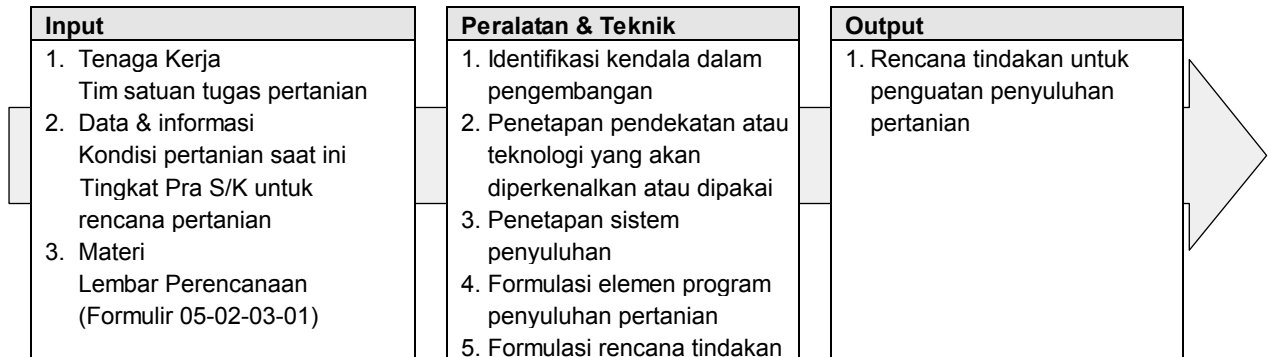 Input
1. Tenaga Kerja
Tim satuan tugas pertanian
2. Data & informasi
Kondisi pertanian saat ini
Tingkat Pra S/K untuk
rencana pertanian
3. Materi
Lembar Perencanaan
(Formulir 05-02-03-01)
Peralatan & Teknik
1. Identifikasi kendala dalam
pengembangan
2. Penetapan pendekatan atau
teknologi yang akan
diperkenalkan atau dipakai
3. Penetapan sistem
penyuluhan
4. Formulasi elemen program
penyuluhan pertanian
5. Formulasi rencana tindakan
Output
1. Rencana tindakan untuk
penguatan penyuluhan
pertanian